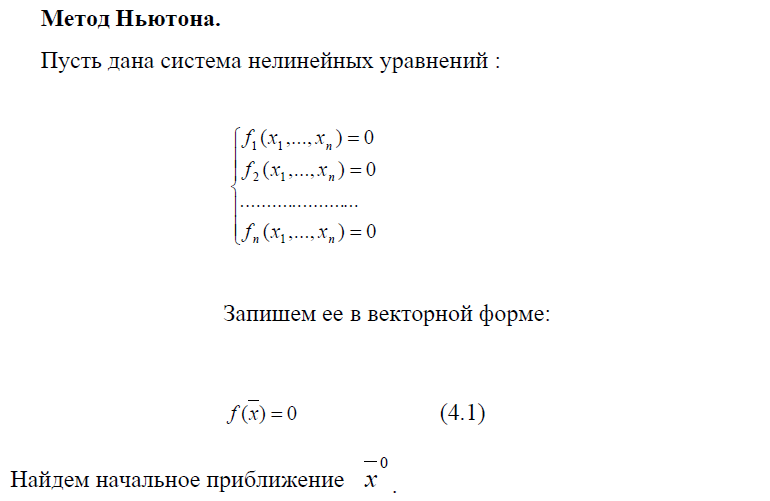 Метод Ньютона.
Пусть дана система нелинейных уравнений :
f₁(x₁,...,xₙ) = 0
f₂(x₁,...,xₙ) = 0
......................
fₙ(x₁,...,xₙ) = 0
Запишем ее в векторной форме:
f(x̅) = 0 (4.1)
Найдем начальное приближение x̅⁰.